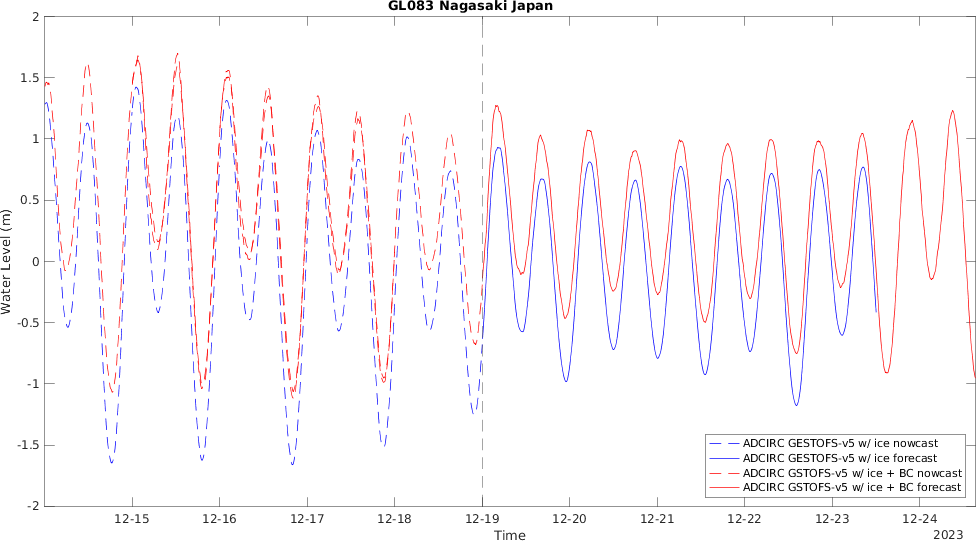 GL083 Nagasaki Japan
2
1.5
1
0.5
0
-0.5
-1
-1.5
-2
Water Level (m)
ADCIRC GESTOFS-v5 w/ ice nowcast
ADCIRC GESTOFS-v5 w/ ice forecast
ADCIRC GSTOFS-v5 w/ ice + BC nowcast
ADCIRC GSTOFS-v5 w/ ice + BC forecast
12-15 12-16 12-17 12-18 12-19 12-20 12-21 12-22 12-23 12-24
Time
2023